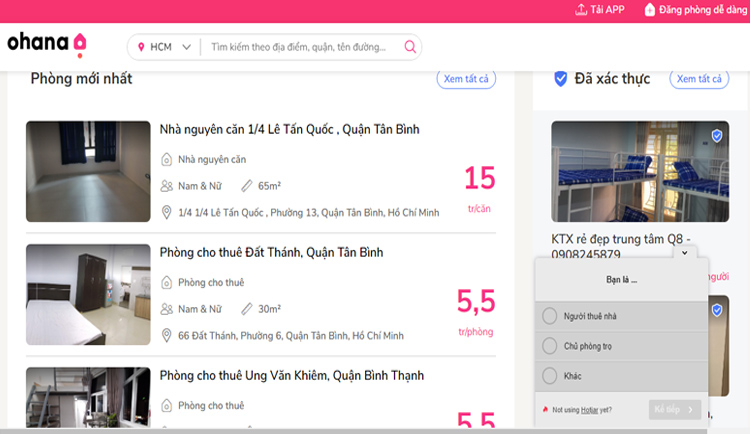 Tải APP
Đăng phòng dễ dàng
ohana
HCM
Tìm kiếm theo địa điểm, quận, tên đường...
Phòng mới nhất
Xem tất cả
Nhà nguyên căn 1/4 Lê Tấn Quốc , Quận Tân Bình
Nhà nguyên căn
Nam & Nữ
65m²
15
tr/căn
1/4 1/4 Lê Tấn Quốc , Phường 13, Quận Tân Bình, Hồ Chí Minh
Phòng cho thuê Đất Thánh, Quận Tân Bình
Phòng cho thuê
Nam & Nữ
30m²
5,5
tr/phòng
66 Đất Thánh, Phường 6, Quận Tân Bình, Hồ Chí Minh
Phòng cho thuê Ung Văn Khiêm, Quận Bình Thạnh
Phòng cho thuê
5,5
Đã xác thực
Xem tất cả
KTX rẻ đẹp trung tâm Q8 -
0908245879
người
Bạn là ...
Người thuê nhà
Chủ phòng trọ
Khác
Not using Hotjar yet?
Kế tiếp